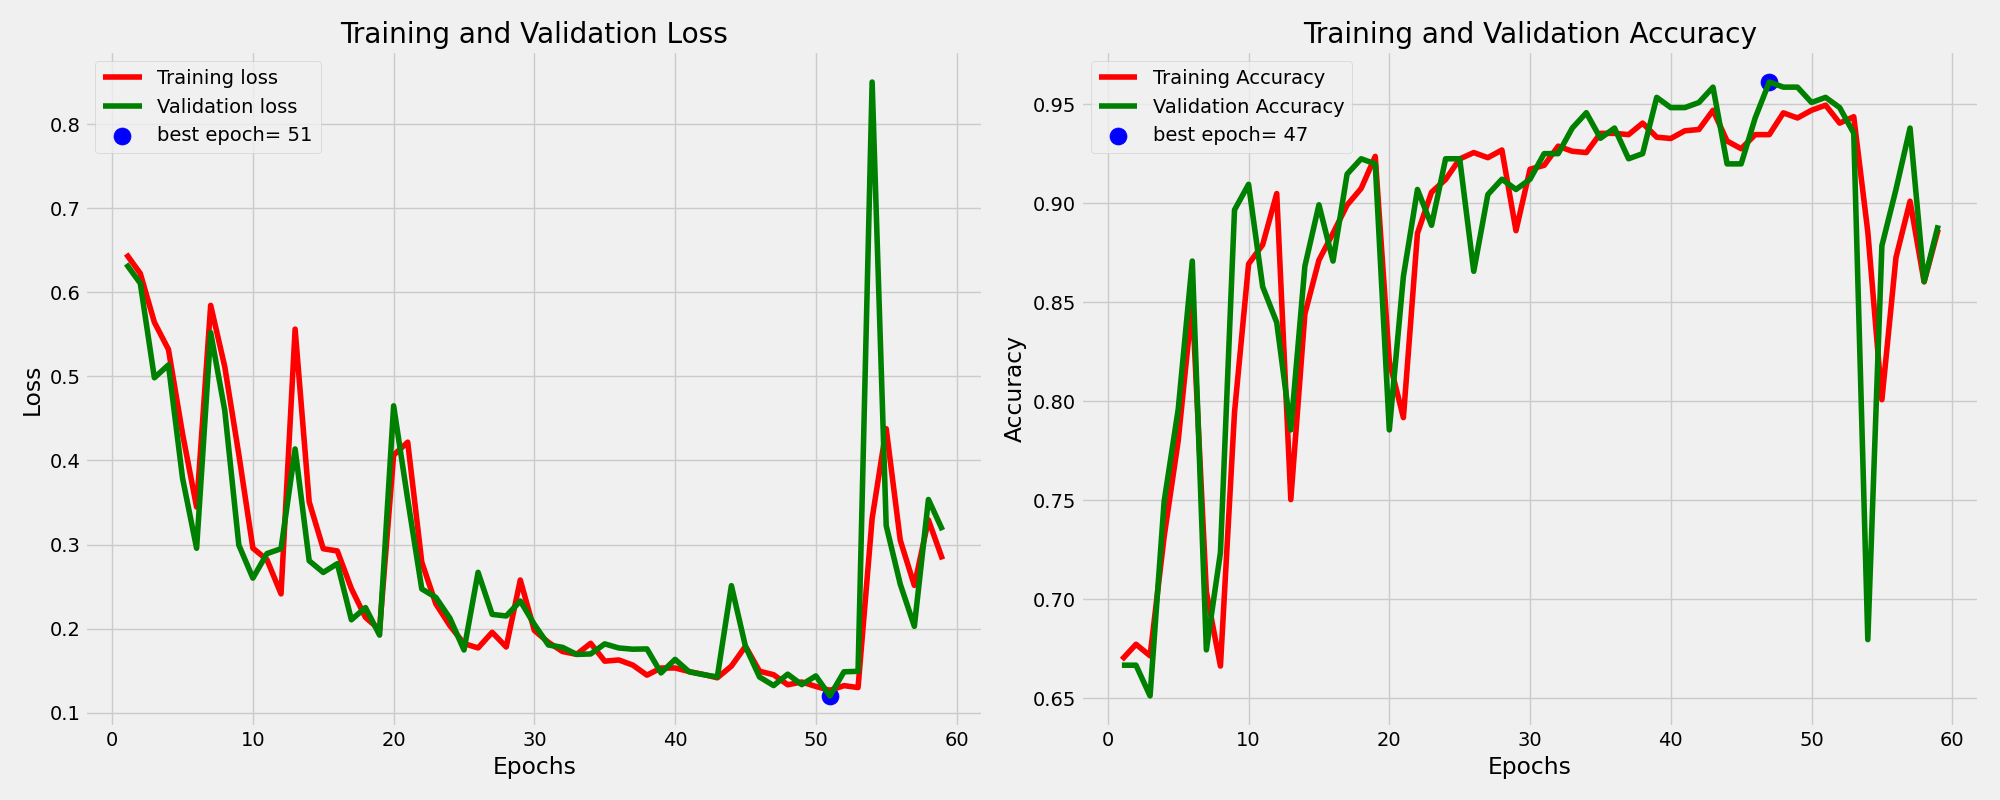 Training and Validation Loss
Training loss
Validation loss
best epoch= 51
0.8
0.7
0.6
0.5
0.4
0.3
0.2
0.1
Loss
0 10 20 30 40 50 60
Epochs
Training and Validation Accuracy
Training Accuracy
Validation Accuracy
best epoch= 47
0.95
0.90
0.85
0.80
0.75
0.70
0.65
Accuracy
0 10 20 30 40 50 60
Epochs